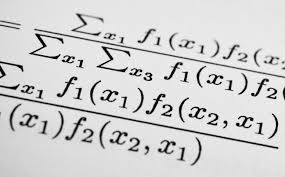 = ∑ₓ₁ f₁(x₁)f₂(x₂
∑ₓ₁ ∑ₓ₃ f₁(x₁)f₂(
∑ₓ₁ f₁(x₁)f₂(x₂, x₁)
(x₁)f₂(x₂, x₁)